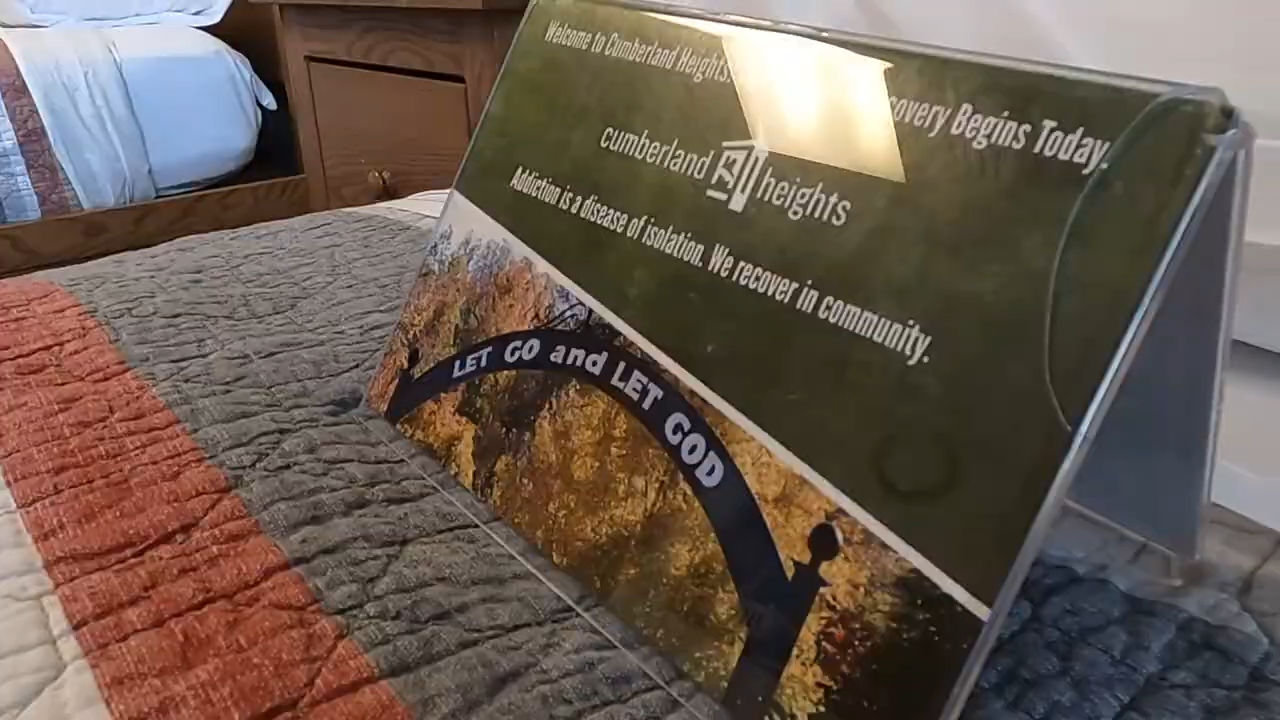 Welcome to Cumberland Heights. covery Begins Today.
cumberland heights
Addiction is a disease of isolation. We recover in community.
LET GO and LET GOD